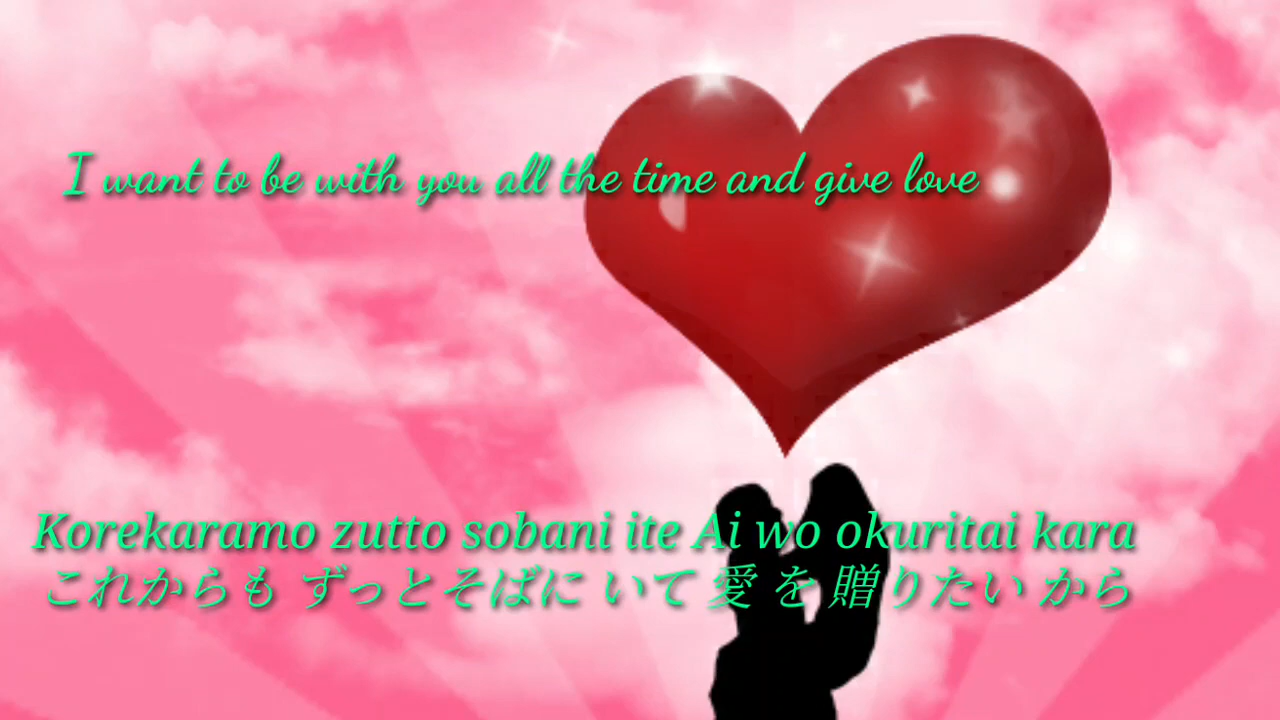 I want to be with you all the time and give love
Korekaramo zutto sobani ite Ai wo okuritai kara
これからも ずっとそばに いて 愛 を 贈りたい から